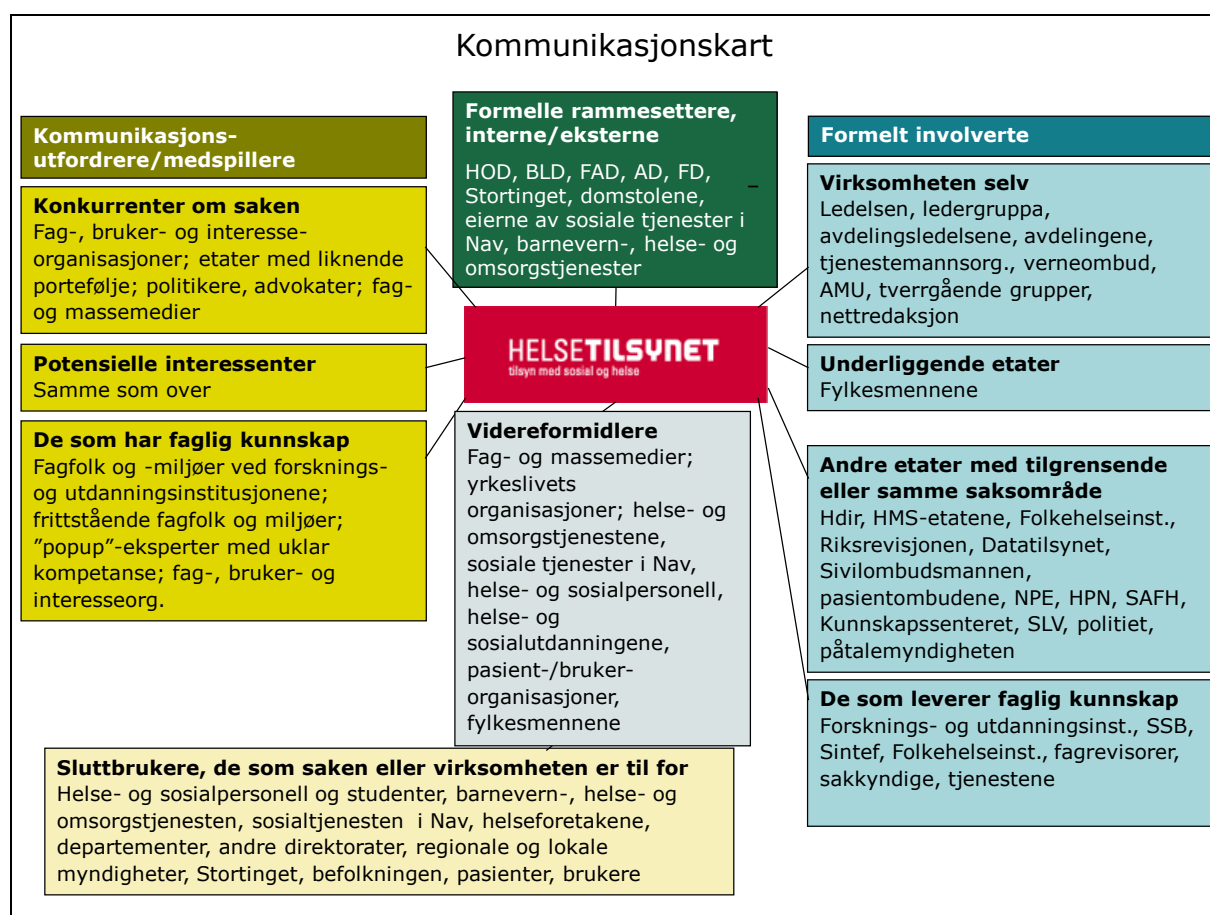 Kommunikasjonskart
Kommunikasjons-
utfordrere/medspillere
Konkurrenter om saken
Fag-, bruker- og interesse-
organisasjoner; etater med liknende
portefølje; politikere, advokater; fag-
og massemedier
Potensielle interessenter
Samme som over
De som har faglig kunnskap
Fagfolk og -miljøer ved forsknings-
og utdanningsinstitusjonene;
frittstående fagfolk og miljøer;
”popup”-eksperter med uklar
kompetanse; fag-, bruker- og
interesseorg.
Formelle rammesettere,
interne/eksterne
HOD, BLD, FAD, AD, FD,
Stortinget, domstolene,
eierne av sosiale tjenester i
Nav, barnevern-, helse- og
omsorgstjenester
HELSETILSYNET
tilsyn med sosial og helse
Videreformidlere
Fag- og massemedier;
yrkeslivets
organisasjoner; helse- og
omsorgstjenestene,
sosiale tjenester i Nav,
helse- og sosialpersonell,
helse- og
sosialutdanningene,
pasient-/bruker-
organisasjoner,
fylkesmennene
Sluttbrukere, de som saken eller virksomheten er til for
Helse- og sosialpersonell og studenter, barnevern-, helse- og
omsorgstjenesten, sosialtjenesten i Nav, helseforetakene,
departementer, andre direktorater, regionale og lokale
myndigheter, Stortinget, befolkningen, pasienter, brukere
Formelt involverte
Virksomheten selv
Ledelsen, ledergruppa,
avdelingsledelsene, avdelingene,
tjenestemannsorg., verneombud,
AMU, tverrgående grupper,
nettredaksjon
Underliggende etater
Fylkesmennene
Andre etater med tilgrensende
eller samme saksområde
Hdir, HMS-etatene, Folkehelseinst.,
Riksrevisjonen, Datatilsynet,
Sivilombudsmannen,
pasientombudene, NPE, HPN, SAFH,
Kunnskapssenteret, SLV, politiet,
påtalemyndigheten
De som leverer faglig kunnskap
Forsknings- og utdanningsinst., SSB,
Sintef, Folkehelseinst., fagrevisorer,
sakkyndige, tjenestene